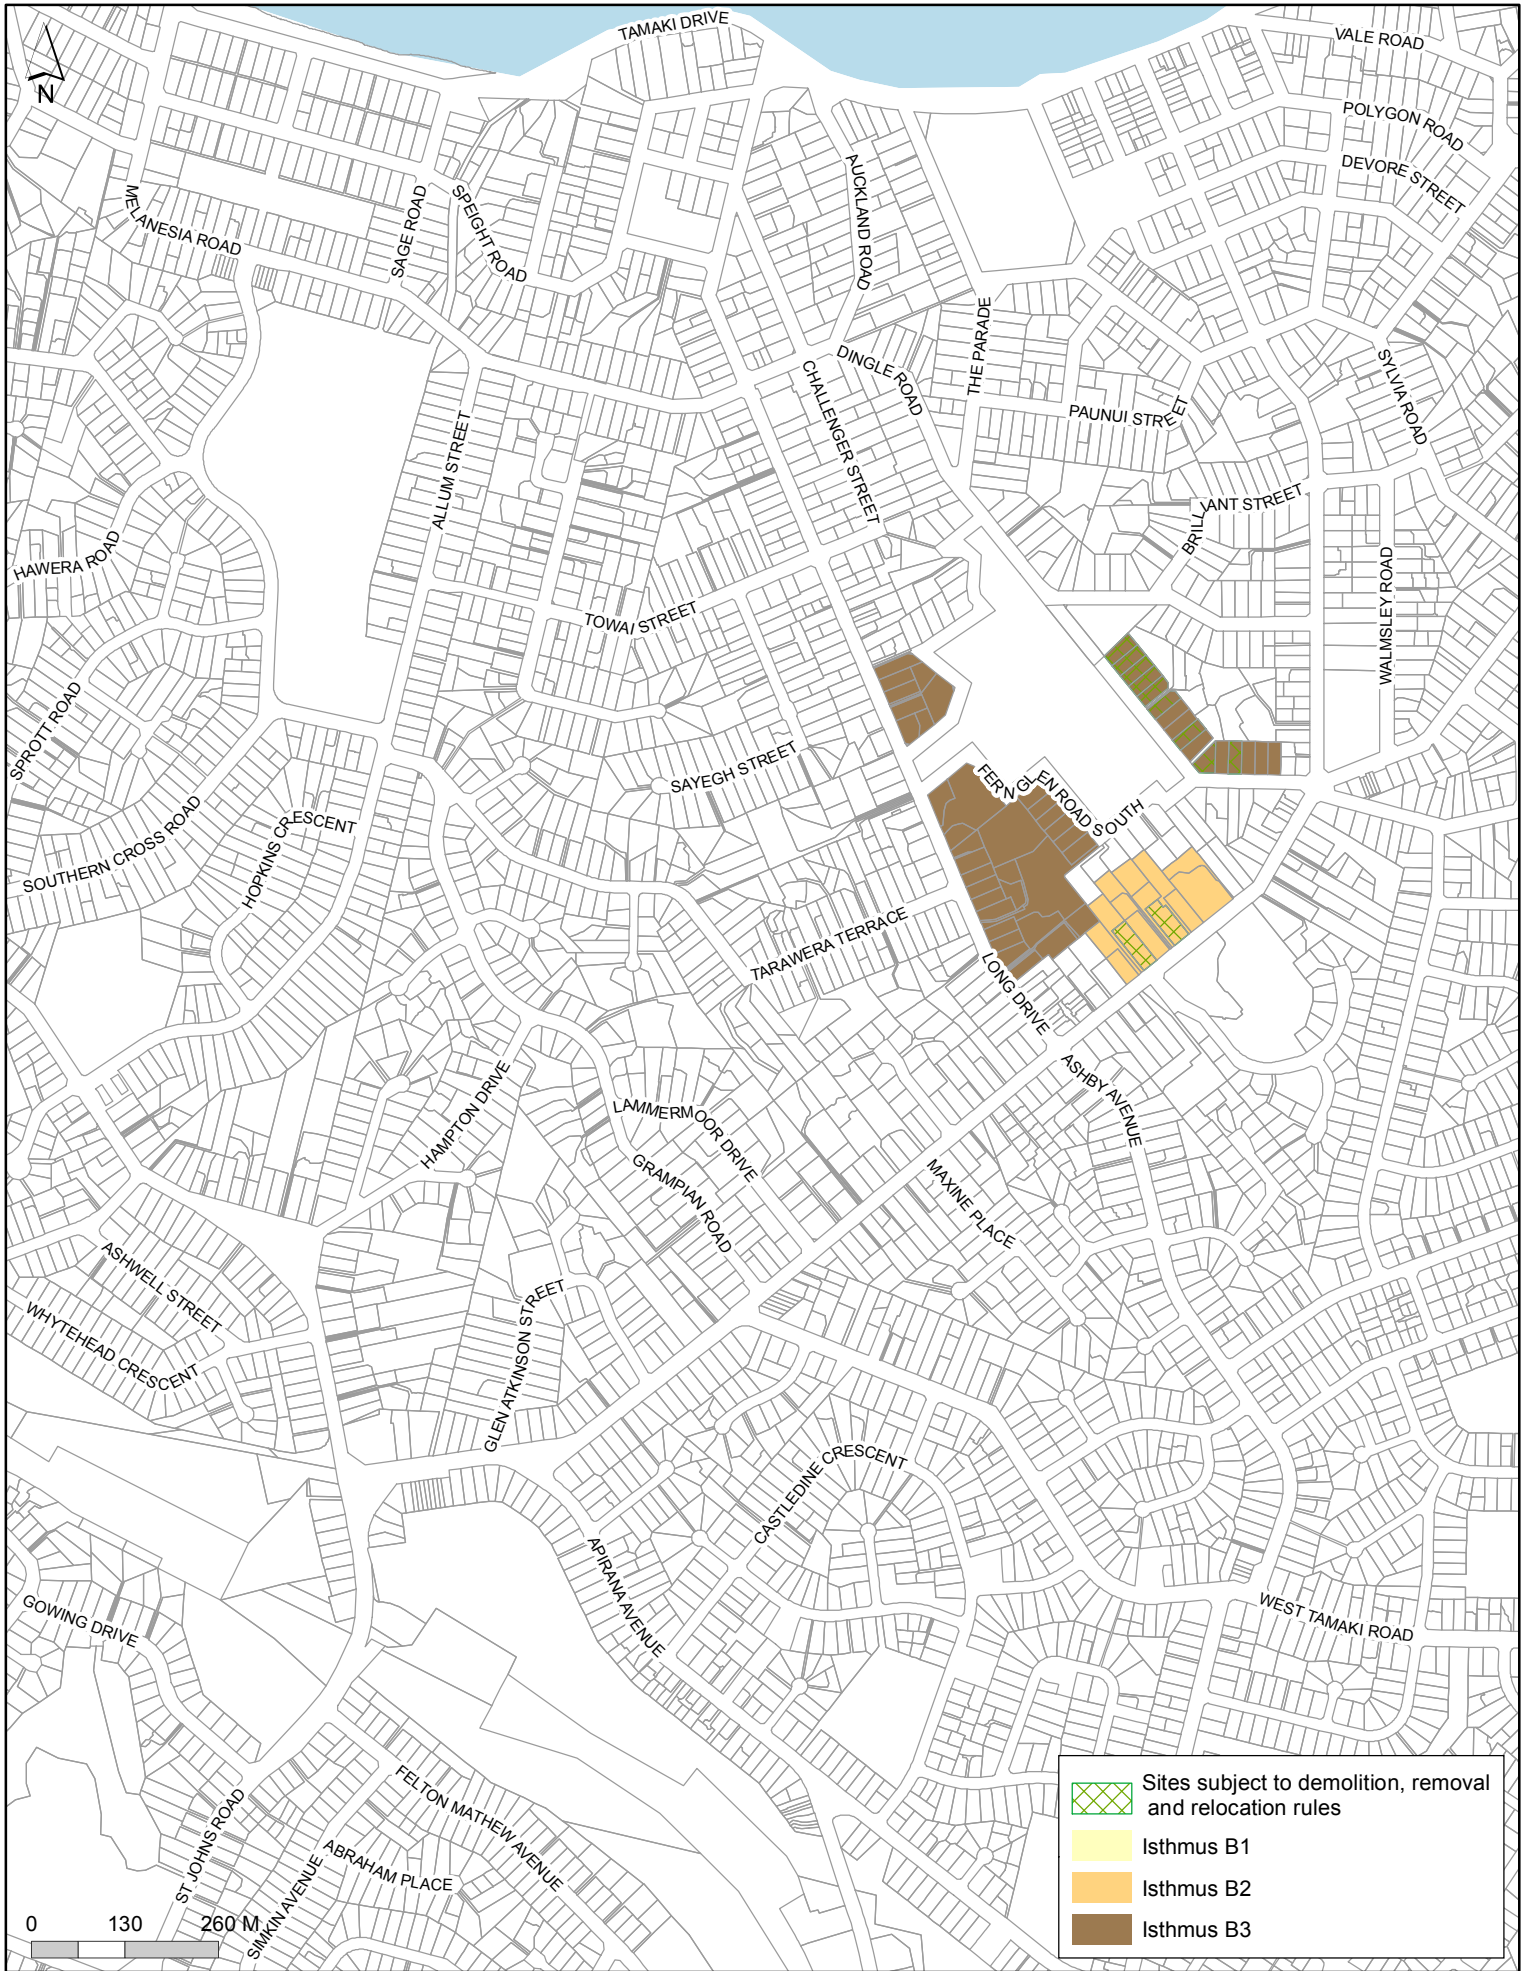 TAMAKI DRIVE
VALE ROAD
N
POLYGON ROAD
DEVORE STREET
AUCKLAND ROAD
MELANESIA ROAD
SAGE ROAD
SPEIGHT ROAD
THE PARADE
DINGLE ROAD
CHALLENGER STREET
PAUNUI STREET
SYLVIA ROAD
ALLUM STREET
BRILLIANT STREET
HAWERA ROAD
WALMSLEY ROAD
TOWAI STREET
SPROTT ROAD
SAYEGH STREET
FERN GLEN ROAD SOUTH
SOUTHERN CROSS ROAD
HOPKINS CRESCENT
TARAWERA TERRACE
LONG DRIVE
ASHBY AVENUE
HAMPTON DRIVE
LAMMERMOOR DRIVE
GRAMPIAN ROAD
MAXINE PLACE
ASHWELL STREET
WHYTEHEAD CRESCENT
GLEN ATKINSON STREET
CASTLEDINE CRESCENT
APIRANA AVENUE
GOWING DRIVE
WEST TAMAKI ROAD
FELTON MATHEW AVENUE
ST JOHNS ROAD
ABRAHAM PLACE
SIMKIN AVENUE
0 130 260 M
Sites subject to demolition, removal
and relocation rules
Isthmus B1
Isthmus B2
Isthmus B3